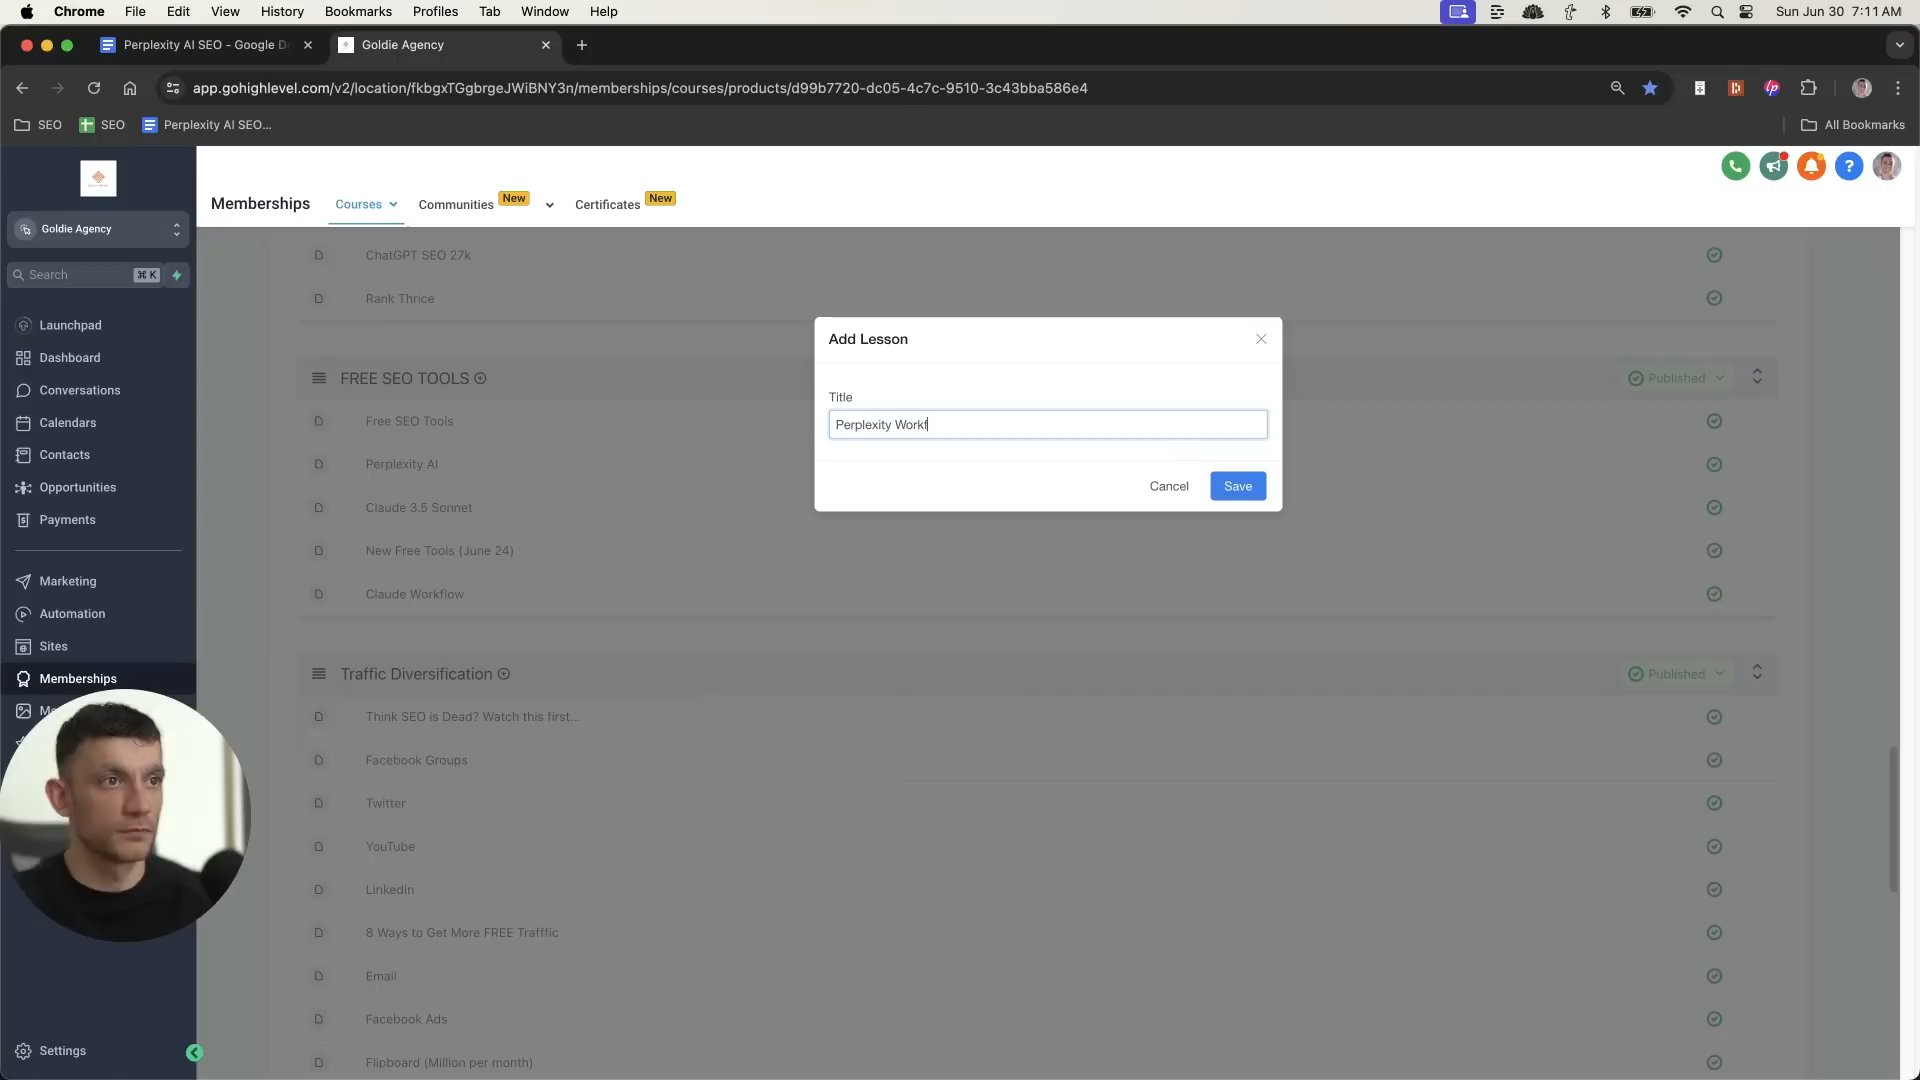 Chrome File Edit View History Bookmarks Profiles Tab Window Help Sun Jun 30 7:11 AM
Perplexity AI SEO - Google D
Goldie Agency
app.gohighlevel.com/v2/location/fkbgxTGgbrgeJWiBNY3n/memberships/courses/products/d99b7720-dc05-4c7c-9510-3c43bba586e4
SEO SEO Perplexity AI SEO... All Bookmarks
Memberships Courses Communities New Certificates New
Goldie Agency
Search ⌘ K
Launchpad
Dashboard
Conversations
Calendars
Contacts
Opportunities
Payments
Marketing
Automation
Sites
Memberships
Settings
ChatGPT SEO 27k
Rank Thrice
FREE SEO TOOLS Published
Free SEO Tools
Perplexity AI
Claude 3.5 Sonnet
New Free Tools (June 24)
Claude Workflow
Traffic Diversification Published
Think SEO is Dead? Watch this first...
Facebook Groups
Twitter
YouTube
LinkedIn
8 Ways to Get More FREE Trafffic
Email
Facebook Ads
Flipboard (Million per month)
Add Lesson
Title
Perplexity Workf
Cancel Save